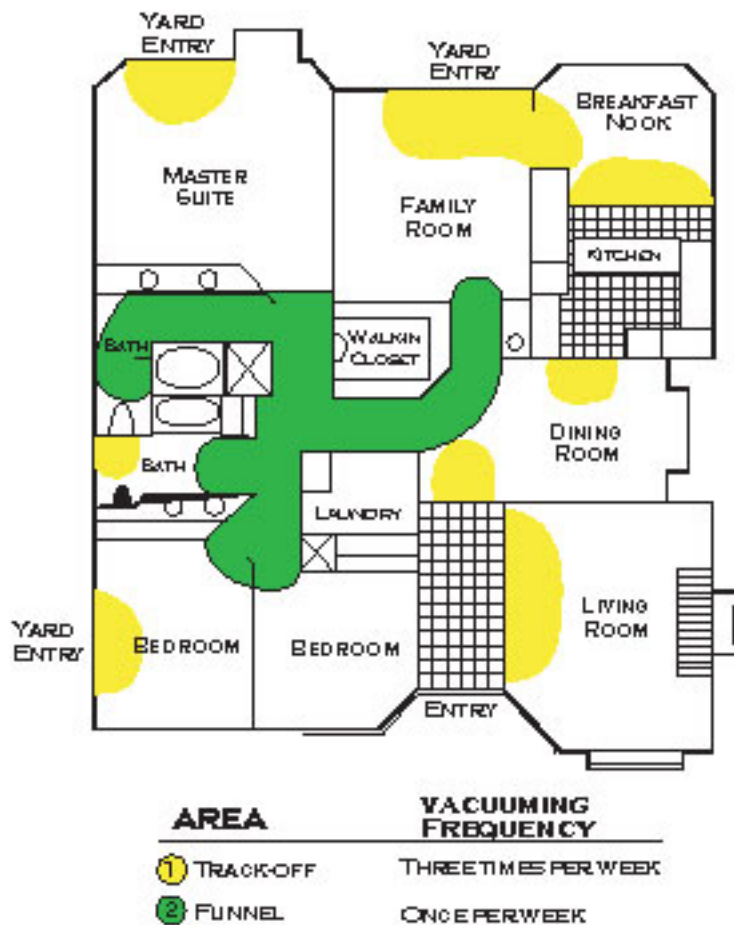 YARD
ENTRY
YARD
ENTRY
BREAKFAST
NOOK
MASTER
SUITE
FAMILY
ROOM
KITCHEN
BATH
WALKIN
CLOSET
DINING
ROOM
BATH
LAUNDRY
LIVING
ROOM
YARD
ENTRY
BEDROOM
BEDROOM
ENTRY
AREA
VACUUMING
FREQUENCY
1 TRACK-OFF
THREE TIMES PER WEEK
2 FUNNEL
ONCE PER WEEK